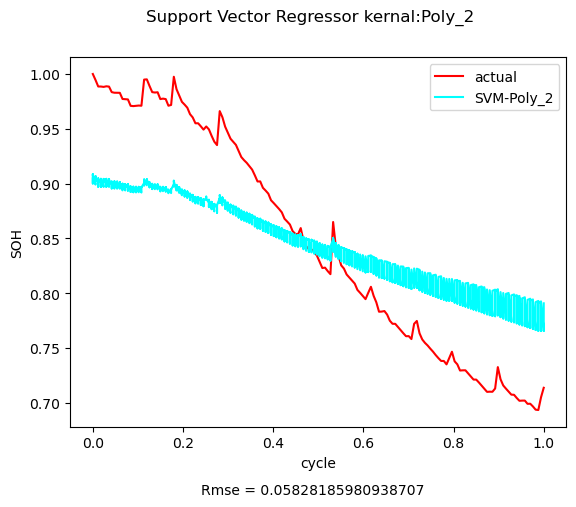 Support Vector Regressor kernal:Poly_2
actual
SVM-Poly_2
1.00
0.95
0.90
0.85
0.80
0.75
0.70
SOH
0.0 0.2 0.4 0.6 0.8 1.0
cycle
Rmse = 0.05828185980938707